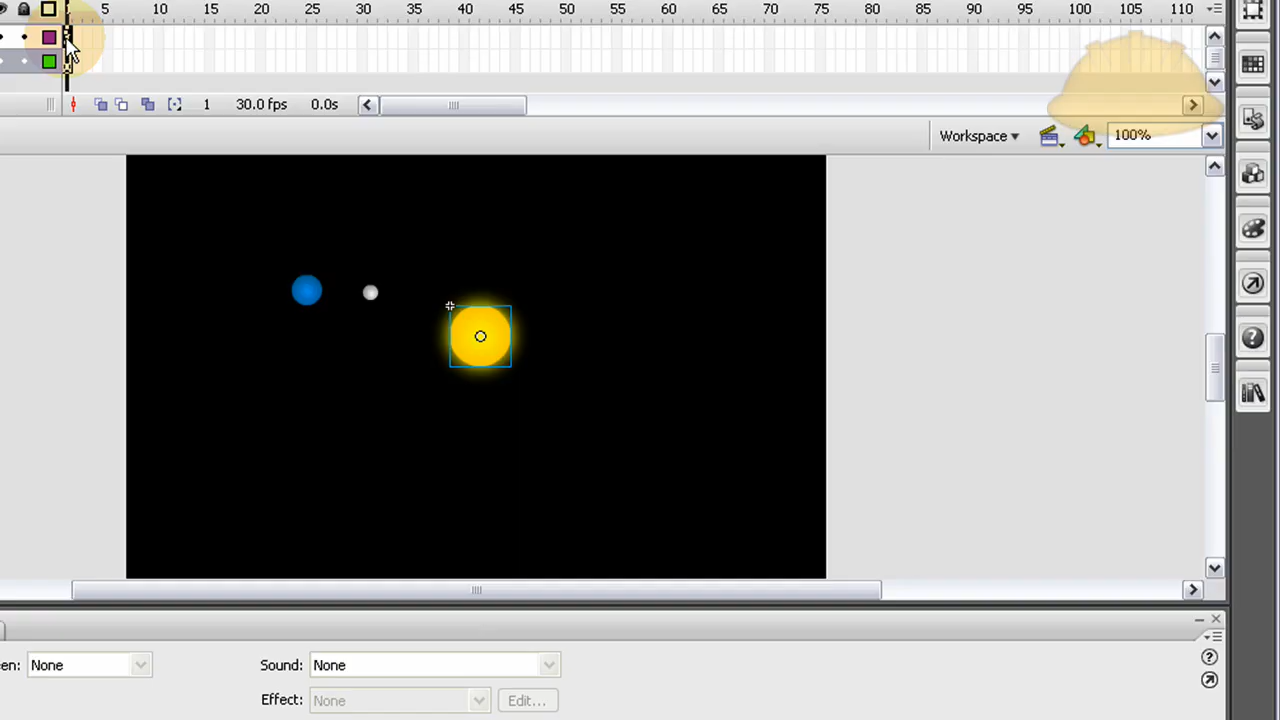 5 10 15 20 25 30 35 40 45 50 55 60 65 70 75 80 85 90 95 100 105 110
1 30.0 fps 0.0s
Workspace 100%
en: None Sound: None
Effect: None Edit...